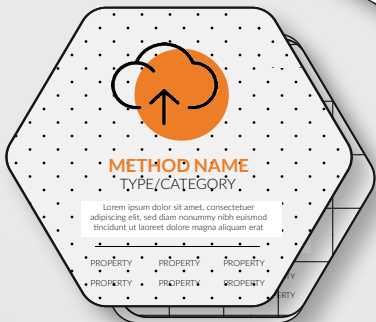 METHOD NAME
TYPE/CATEGORY
Lorem ipsum dolor sit amet, consectetuer
adipiscing elit, sed diam nonummy nibh euismod
tincidunt ut laoreet dolore magna aliquam erat
PROPERTY PROPERTY PROPERTY
PROPERTY PROPERTY PROPERTY